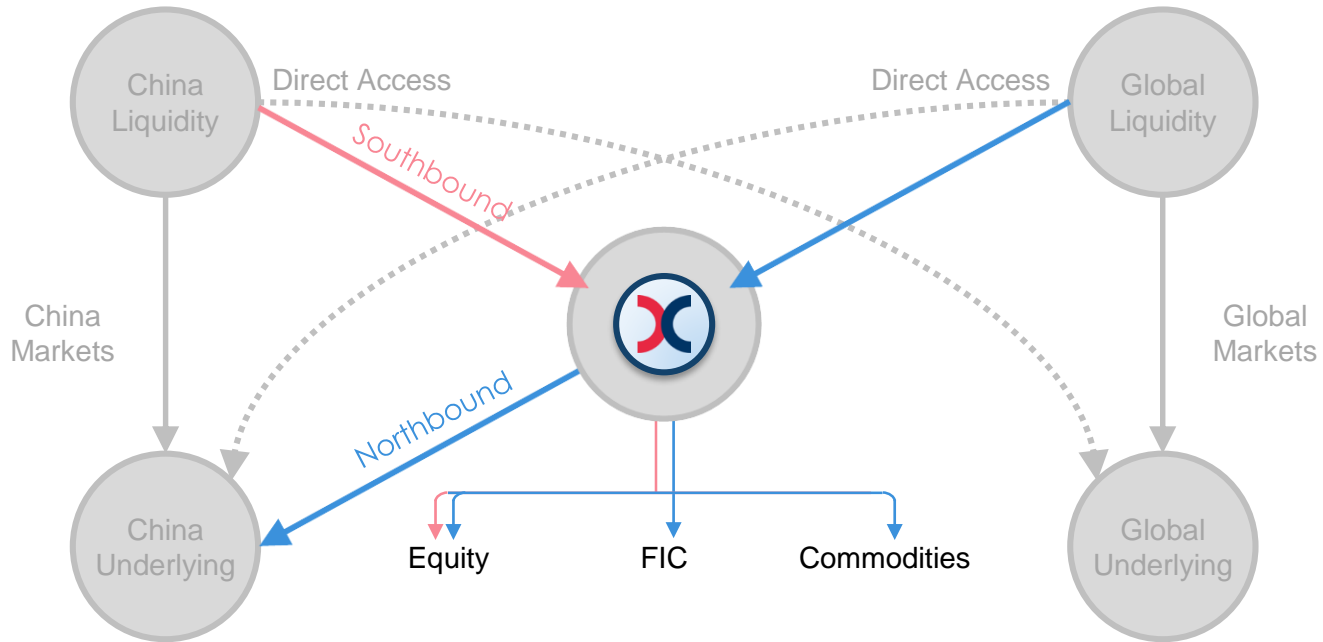 China
Liquidity
Direct Access
Direct Access
Global
Liquidity
Southbound
China
Markets
Global
Markets
Northbound
China
Underlying
Equity
FIC
Commodities
Global
Underlying